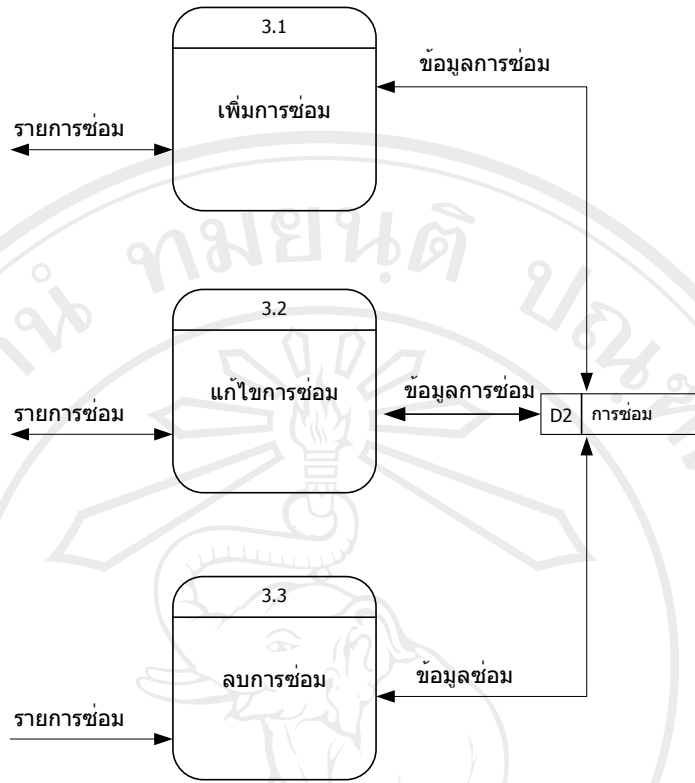 3.1
ข้อมูลการซ่อม
เพิ่มการซ่อม
รายการซ่อม
3.2
แก้ไขการซ่อม
ข้อมูลการซ่อม
รายการซ่อม
D2 การซ่อม
3.3
ลบการซ่อม
ข้อมูลซ่อม
รายการซ่อม